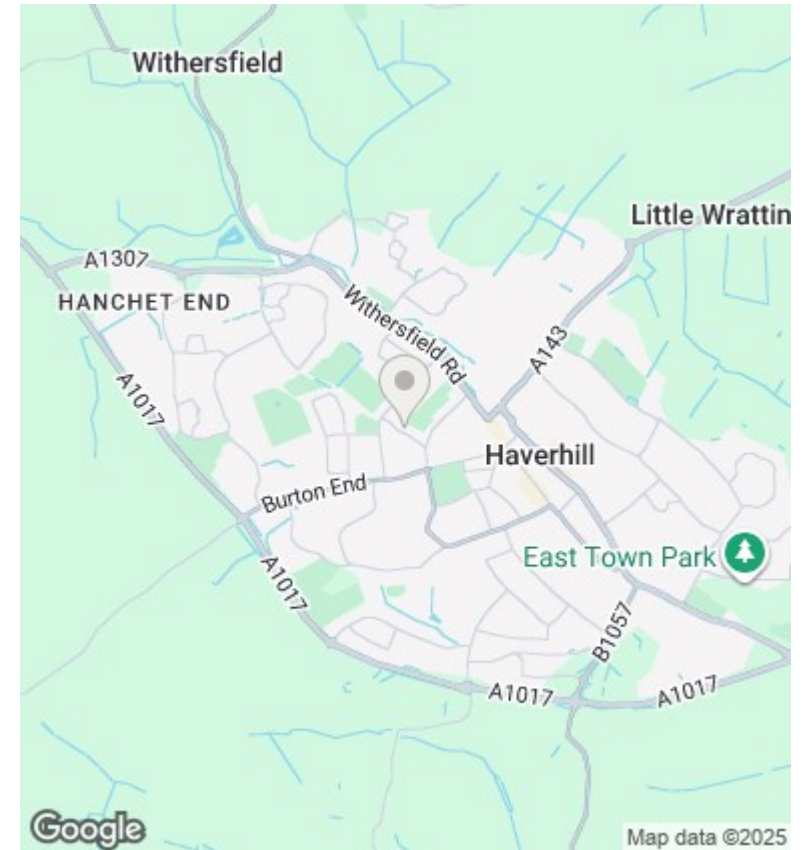 Withersfield
Little Wrattin
A1307
HANCHET END
Withersfield Rd
A143
A1017
Haverhill
Burton End
East Town Park
A1017
B1057
A1017
A1017
Google
Map data ©2025